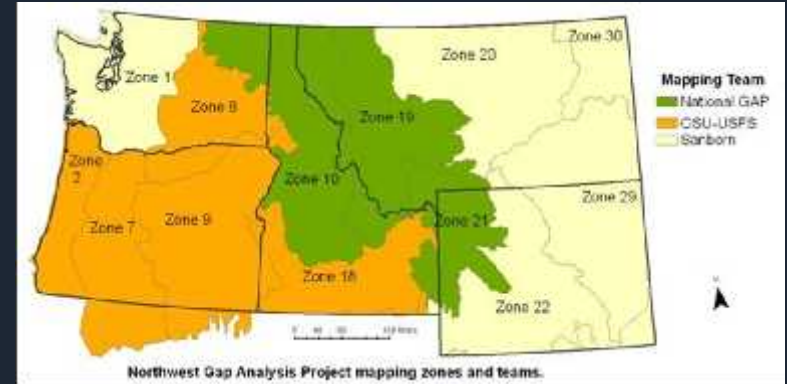 Zone 30
Zone 20
Zone 1
Mapping Team
National GAP
OSU-USFS
Sanborn
Zone 8
Zone 19
Zone
2
Zone 10
Zone 29
Zone 7
Zone 9
Zone 21
Zone 18
Zone 22
Northwest Gap Analysis Project mapping zones and teams.